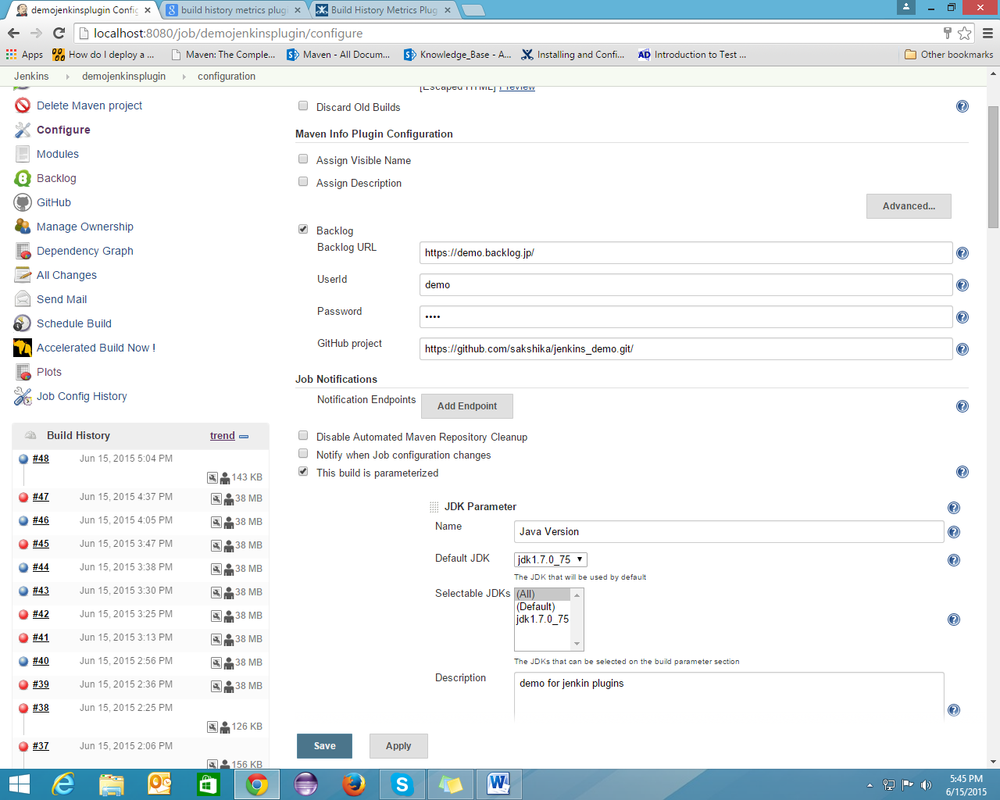 demojenkinsplugin Config
build history metrics plugi
Build History Metrics Plug
localhost:8080/job/demojenkinsplugin/configure
Apps
How do I deploy a ...
Maven: The Comple...
Maven - All Docum...
Knowledge_Base - A...
Installing and Confi...
AD Introduction to Test ...
Other bookmarks
Jenkins
demojenkinsplugin
configuration
Delete Maven project
Configure
Modules
Backlog
GitHub
Manage Ownership
Dependency Graph
All Changes
Send Mail
Schedule Build
Accelerated Build Now !
Plots
Job Config History
Build History trend
#48 Jun 15, 2015 5:04 PM
143 KB
#47 Jun 15, 2015 4:37 PM 38 MB
#46 Jun 15, 2015 4:05 PM 38 MB
#45 Jun 15, 2015 3:47 PM 38 MB
#44 Jun 15, 2015 3:38 PM 38 MB
#43 Jun 15, 2015 3:30 PM 38 MB
#42 Jun 15, 2015 3:25 PM 38 MB
#41 Jun 15, 2015 3:13 PM 38 MB
#40 Jun 15, 2015 2:56 PM 38 MB
#39 Jun 15, 2015 2:36 PM 38 MB
#38 Jun 15, 2015 2:25 PM
126 KB
#37 Jun 15, 2015 2:06 PM
156 KB
[Escaped HTML] Preview
Discard Old Builds
Maven Info Plugin Configuration
Assign Visible Name
Assign Description
Advanced...
Backlog
Backlog URL https://demo.backlog.jp/
UserId demo
Password ••••
GitHub project https://github.com/sakshika/jenkins_demo.git/
Job Notifications
Notification Endpoints Add Endpoint
Disable Automated Maven Repository Cleanup
Notify when Job configuration changes
This build is parameterized
JDK Parameter
Name Java Version
Default JDK jdk1.7.0_75
The JDK that will be used by default
Selectable JDKs (All)
(Default)
jdk1.7.0_75
The JDKs that can be selected on the build parameter section
Description demo for jenkin plugins
Save Apply
5:45 PM
6/15/2015